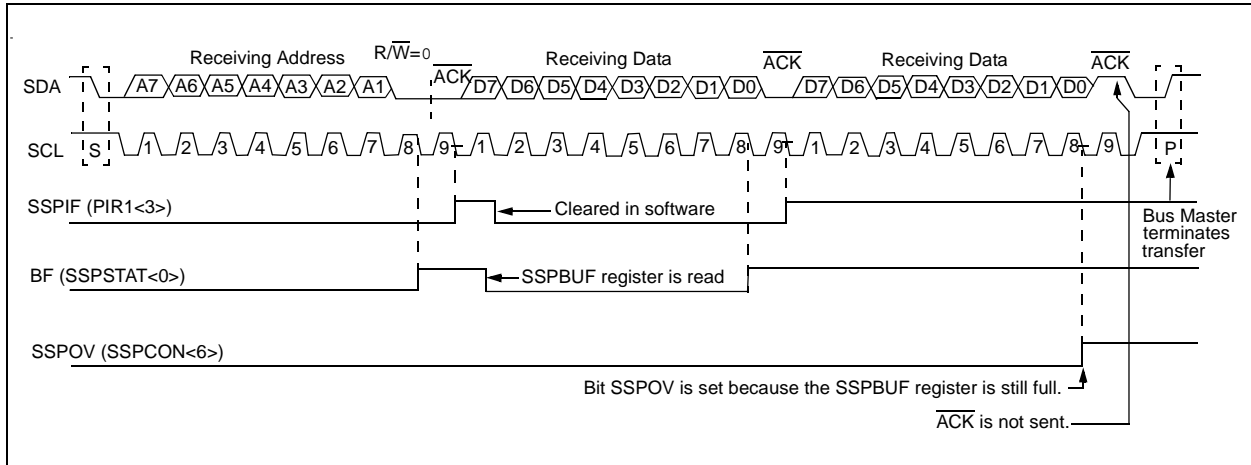 Receiving Address R/W=0 ACK Receiving Data ACK Receiving Data ACK
SDA A7 A6 A5 A4 A3 A2 A1 D7 D6 D5 D4 D3 D2 D1 D0 D7 D6 D5 D4 D3 D2 D1 D0
SCL S 1 2 3 4 5 6 7 8 9 1 2 3 4 5 6 7 8 9 1 2 3 4 5 6 7 8 9 P
SSPIF (PIR1<3>)
Cleared in software
Bus Master
terminates
transfer
BF (SSPSTAT<0>)
SSPBUF register is read
SSPOV (SSPCON<6>)
Bit SSPOV is set because the SSPBUF register is still full.
ACK is not sent.